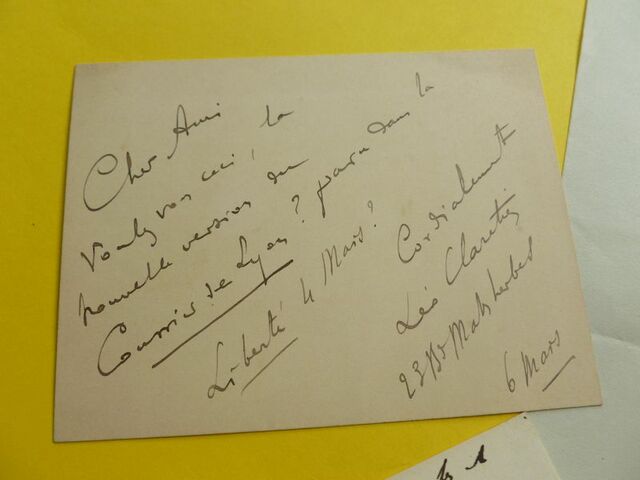 Cher Ami
Voulez vous ceci, la
nouvelle version du
Courrier de Lyon? paru dans la
Liberté 4 Mars?
Cordialement
Léo Claretie
23 Bd Malesherbes
6 Mars